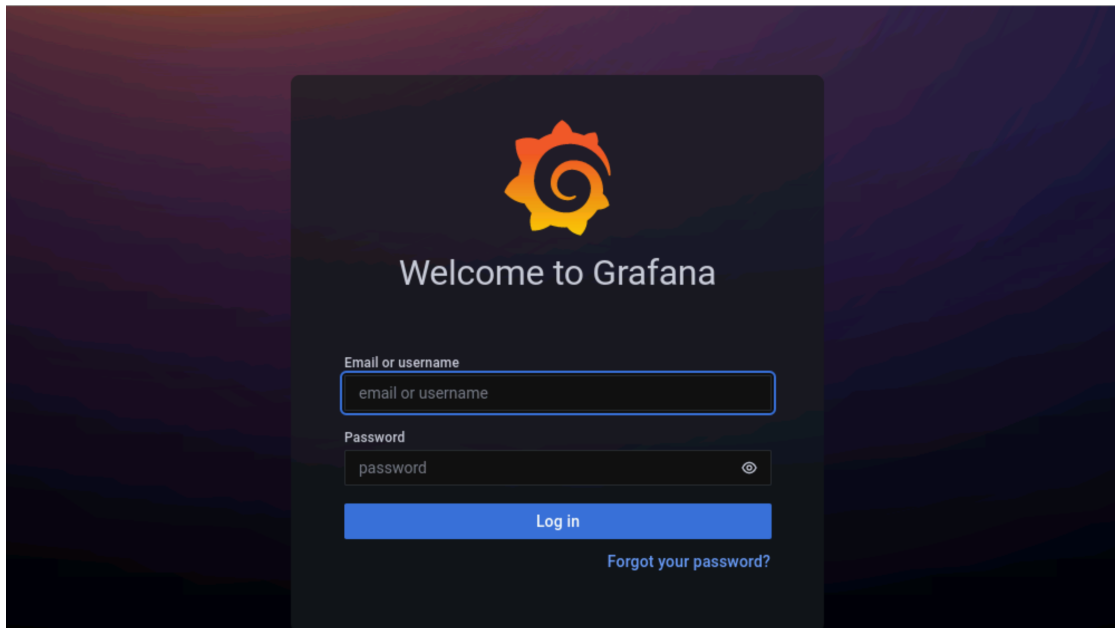 Welcome to Grafana
Email or username
email or username
Password
password
Log in
Forgot your password?